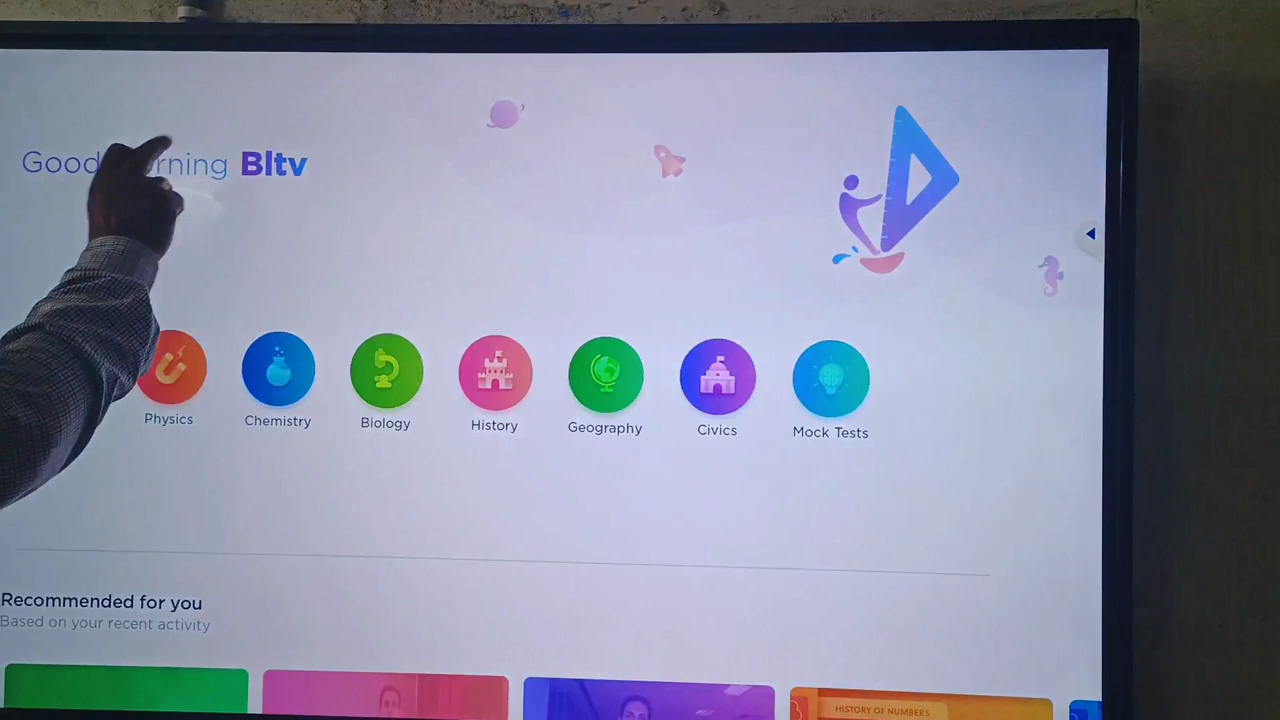 Good rning Bltv
Physics
Chemistry
Biology
History
Geography
Civics
Mock Tests
Recommended for you
Based on your recent activity
HISTORY OF NUMBERS